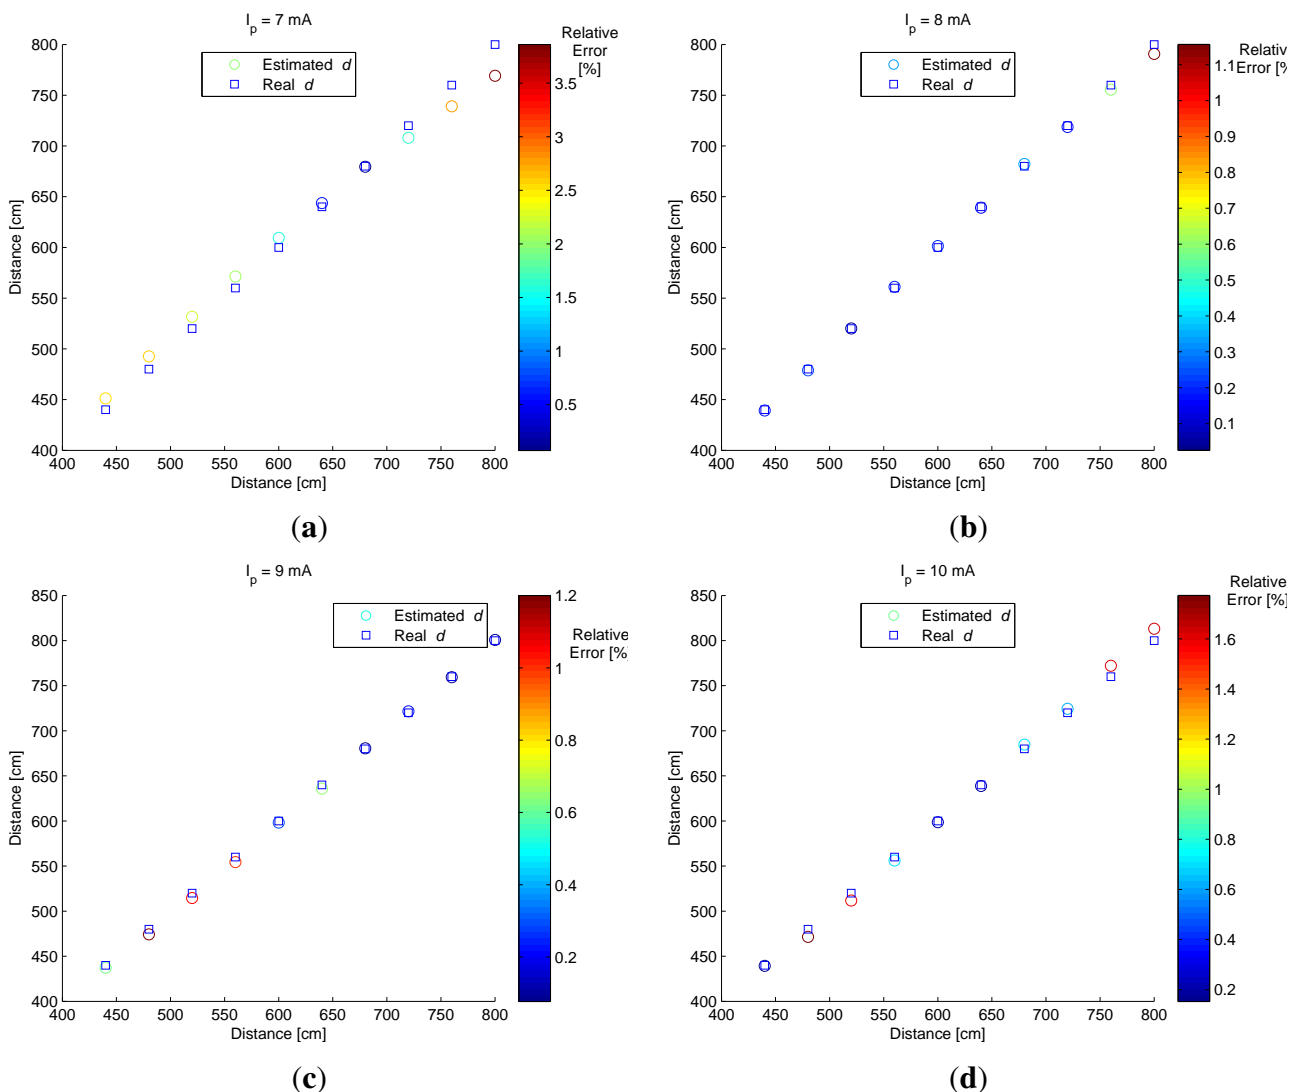 I_p = 7 mA
Relative
Error
[%]
Estimated d
Real d
800
750
700
650
600
550
500
450
400
Distance [cm]
400 450 500 550 600 650 700 750 800
Distance [cm]
3.5
3
2.5
2
1.5
1
0.5
(a)
I_p = 8 mA
Relative
Error [%
Estimated d
Real d
800
750
700
650
600
550
500
450
400
Distance [cm]
400 450 500 550 600 650 700 750 800
Distance [cm]
1.1
1
0.9
0.8
0.7
0.6
0.5
0.4
0.3
0.2
0.1
(b)
I_p = 9 mA
Relative
Error [%]
Estimated d
Real d
850
800
750
700
650
600
550
500
450
400
Distance [cm]
400 450 500 550 600 650 700 750 800
Distance [cm]
1.2
1
0.8
0.6
0.4
0.2
(c)
I_p = 10 mA
Relative
Error [%]
Estimated d
Real d
850
800
750
700
650
600
550
500
450
400
Distance [cm]
400 450 500 550 600 650 700 750 800
Distance [cm]
1.6
1.4
1.2
1
0.8
0.6
0.4
0.2
(d)